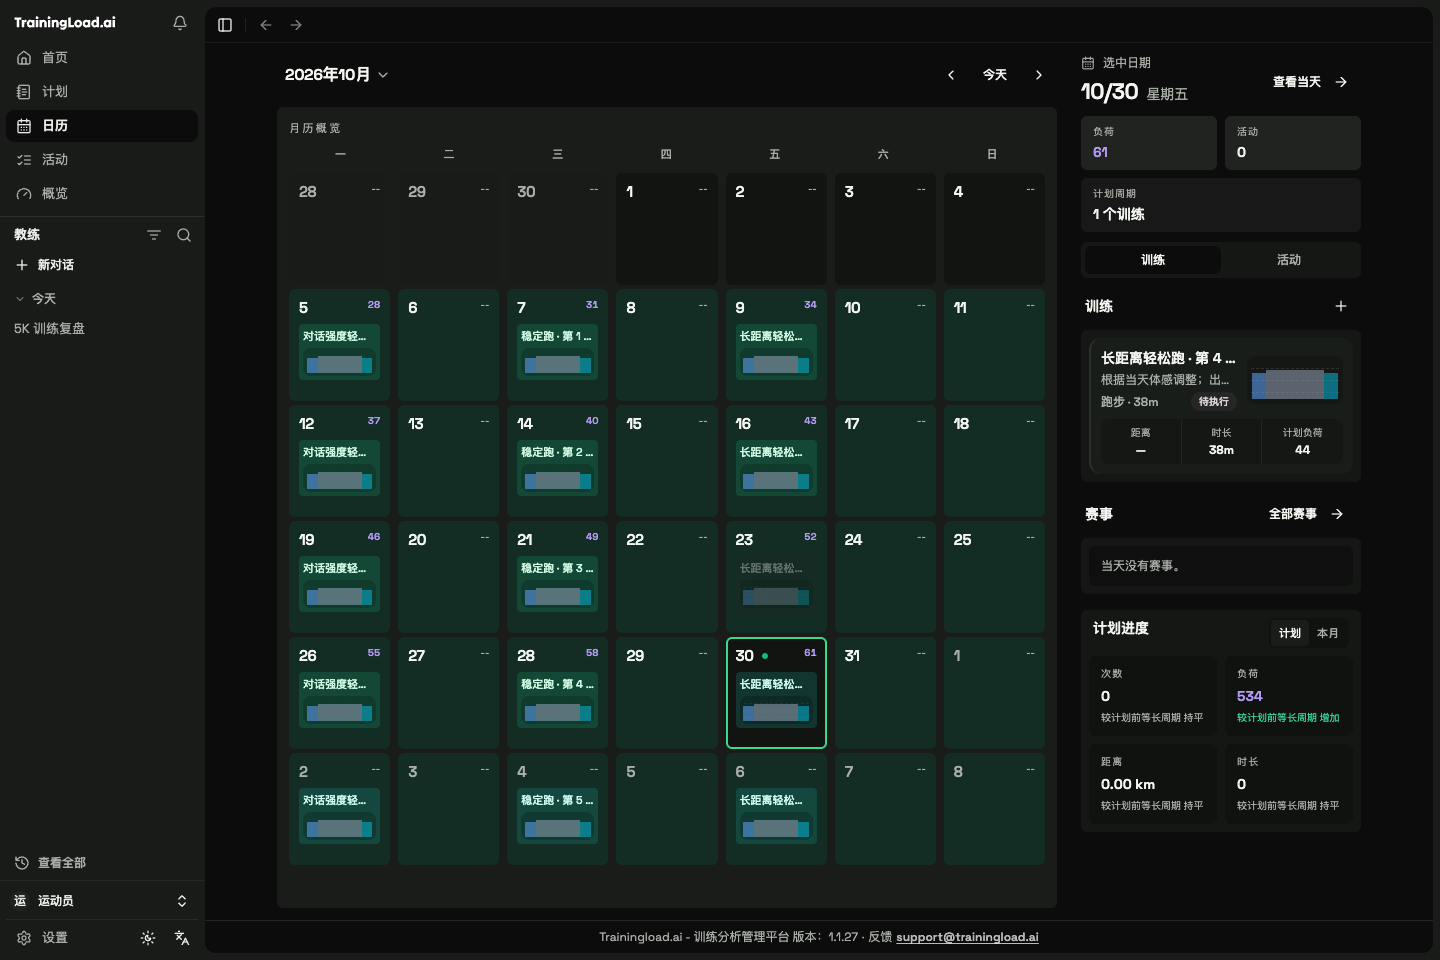 TrainingLoad.ai
首页
计划
日历
活动
概览
教练
新对话
今天
5K 训练复盘
查看全部
运 运动员
设置
2026年10月
今天
月历概览
一 二 三 四 五 六 日
28 -- 29 -- 30 -- 1 -- 2 -- 3 -- 4 --
5 28 6 -- 7 31 8 -- 9 34 10 -- 11 --
对话强度轻... 稳定跑 · 第 1 ... 长距离轻松...
12 37 13 -- 14 40 15 -- 16 43 17 -- 18 --
对话强度轻... 稳定跑 · 第 2 ... 长距离轻松...
19 46 20 -- 21 49 22 -- 23 52 24 -- 25 --
对话强度轻... 稳定跑 · 第 3 ... 长距离轻松...
26 55 27 -- 28 58 29 -- 30 61 31 -- 1 --
对话强度轻... 稳定跑 · 第 4 ... 长距离轻松...
2 -- 3 -- 4 -- 5 -- 6 -- 7 -- 8 --
对话强度轻... 稳定跑 · 第 5 ... 长距离轻松...
选中日期
10/30 星期五
查看当天
负荷 活动
61 0
计划周期
1 个训练
训练 活动
训练
长距离轻松跑 · 第 4 ...
根据当天体感调整；出...
跑步 · 38m 待执行
距离 时长 计划负荷
— 38m 44
赛事 全部赛事
当天没有赛事。
计划进度 计划 本月
次数 负荷
0 534
较计划前等长周期 持平 较计划前等长周期 增加
距离 时长
0.00 km 0
较计划前等长周期 持平 较计划前等长周期 持平
Trainingload.ai - 训练分析管理平台 版本：1.1.27 · 反馈 support@trainingload.ai